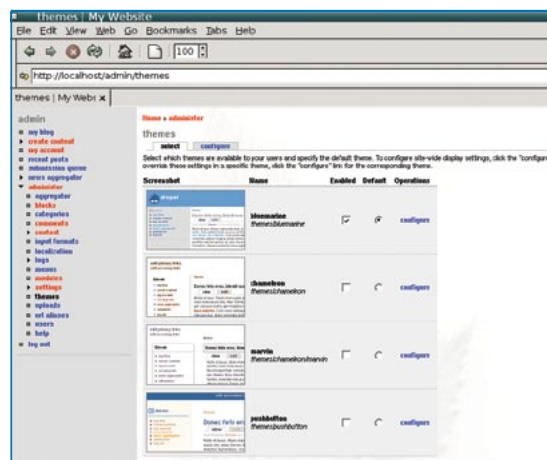 themes | My Website
File Edit View Web Go Bookmarks Tabs Help
100
http://localhost/admin/themes
themes | My Webs x
admin
my blog
create content
my account
recent posts
submission queue
news aggregator
administer
aggregator
blocks
categories
comments
contact
input formats
localization
logs
menus
modules
settings
themes
uploads
url aliases
users
help
log out
Home » administer
themes
select configure
Select which themes are available to your users and specify the default theme. To configure site-wide display settings, click the "configure
override these settings in a specific theme, click the "configure" link for the corresponding theme.
Screenshot Name Enabled Default Operations
drupal
bluemarine
themes/bluemarine
configure
chameleon
themes/chameleon
configure
marvin
themes/chameleon/marvin
configure
Donec felis eros
pushbutton
themes/pushbutton
configure